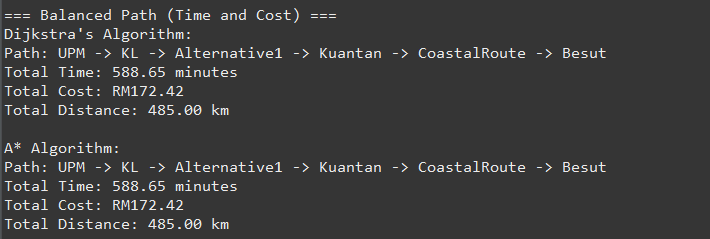 === Balanced Path (Time and Cost) ===
Dijkstra's Algorithm:
Path: UPM -> KL -> Alternative1 -> Kuantan -> CoastalRoute -> Besut
Total Time: 588.65 minutes
Total Cost: RM172.42
Total Distance: 485.00 km

A* Algorithm:
Path: UPM -> KL -> Alternative1 -> Kuantan -> CoastalRoute -> Besut
Total Time: 588.65 minutes
Total Cost: RM172.42
Total Distance: 485.00 km